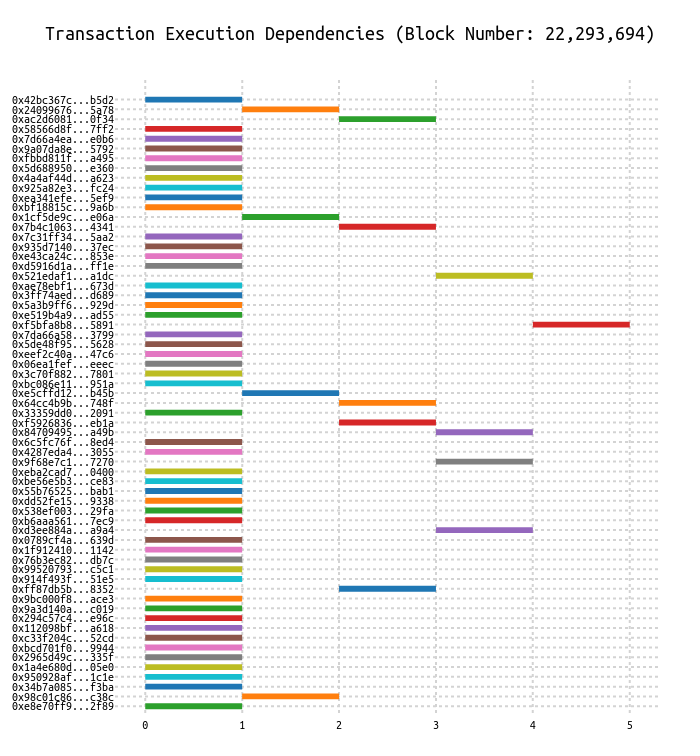 Transaction Execution Dependencies (Block Number: 22,293,694)
0x42bc367c...b5d2
0x24099676...5a78
0xac2d6081...0f34
0x58566d8f...7ff2
0x7d66a4ea...e0b6
0x9a07da8e...5792
0xfbbd811f...a495
0x5d688950...e360
0x4a4af44d...a623
0x925a82e3...fc24
0xea341efe...5ef9
0xbf18815c...9a6b
0x1cf5de9c...e06a
0x7b4c1063...4341
0x7c31ff34...5aa2
0x935d7140...37ec
0xe43ca24c...853e
0xd5916d1a...ff1e
0x521edaf1...a1dc
0xae78ebf1...673d
0x3ff74aed...d689
0x5a3b9ff6...929d
0xe519b4a9...ad55
0xf5bfa8b8...5891
0x7da66a58...3799
0x5de48f95...5628
0xeef2c40a...47c6
0x06ea1fef...eeec
0x3c70f882...7801
0xbc086e11...951a
0xe5cffd12...b45b
0x64cc4b9b...748f
0x33359dd0...2091
0xf5926836...eb1a
0x84709495...a49b
0x6c5fc76f...8ed4
0x4287eda4...3055
0x9f68e7c1...7270
0xeba2cad7...0400
0xbe56e5b3...ce83
0x55b76525...bab1
0xdd52fe15...9338
0x538ef003...29fa
0xb6aaa561...7ec9
0xd3ee884a...a9a4
0x0789cf4a...639d
0x1f912410...1142
0x76b3ec82...db7c
0x99520793...c5c1
0x914f493f...51e5
0xff87db5b...8352
0x9bc000f8...ace3
0x9a3d140a...c019
0x294c57c4...e96c
0x112098bf...a618
0xc33f204c...52cd
0xbcd701f0...9944
0x2965d49c...335f
0x1a4e680d...05e0
0x950928af...1c1e
0x34b7a085...f3ba
0x98c01c86...c38c
0xe8e70ff9...2f89
0 1 2 3 4 5